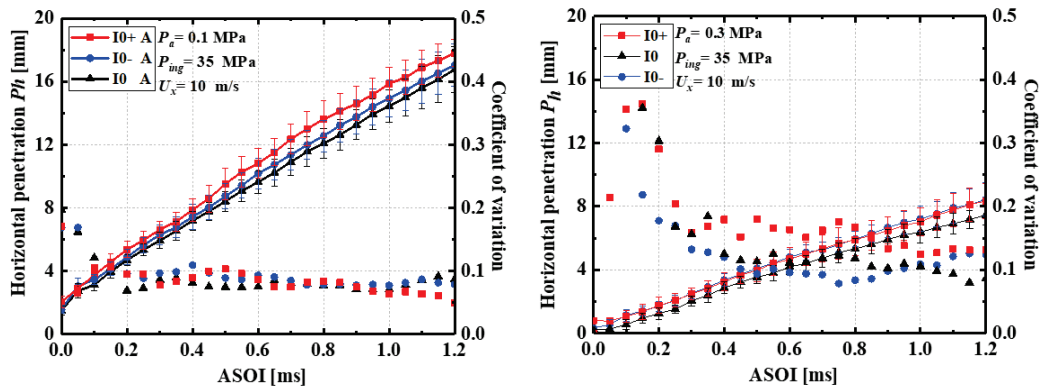 20
16
12
8
4
0
Horizontal penetration Ph [mm]
I0+ A
I0- A
I0 A
Pa= 0.1 MPa
Ping= 35 MPa
Ux= 10 m/s
0.5
0.4
0.3
0.2
0.1
0.0
Coefficient of variation
0.0 0.2 0.4 0.6 0.8 1.0 1.2
ASOI [ms]
20
16
12
8
4
0
Horizontal penetration Ph [mm]
I0+
I0
I0-
Pa= 0.3 MPa
Ping= 35 MPa
Ux= 10 m/s
0.5
0.4
0.3
0.2
0.1
0.0
Coefficient of variation
0.0 0.2 0.4 0.6 0.8 1.0 1.2
ASOI [ms]